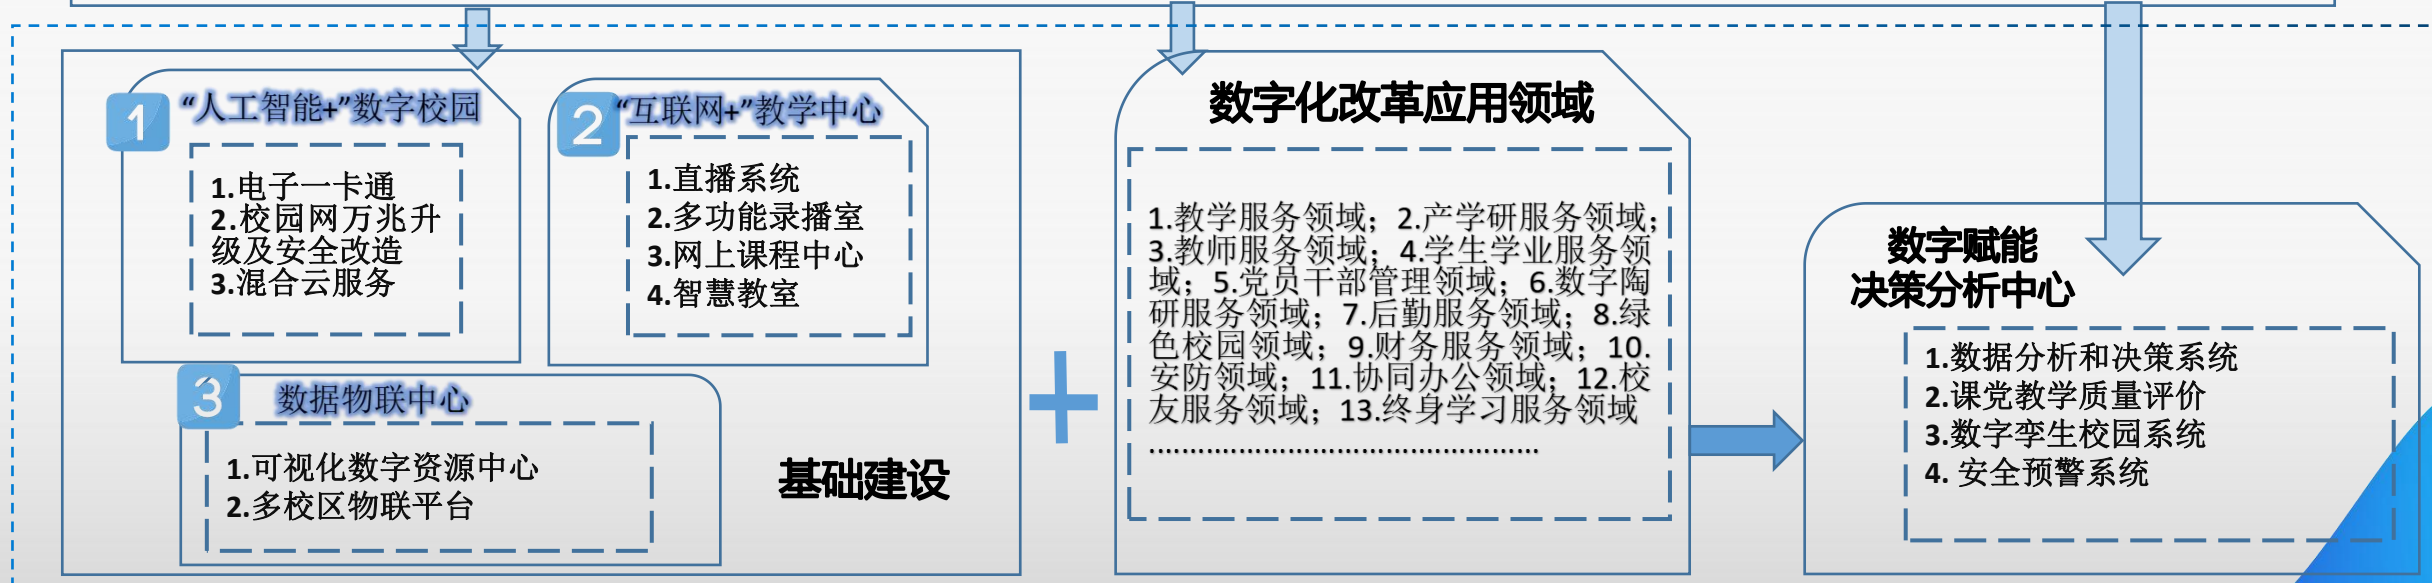 1
“人工智能+”数字校园
1.电子一卡通
2.校园网万兆升
级及安全改造
3.混合云服务
2
“互联网+”教学中心
1.直播系统
2.多功能录播室
3.网上课程中心
4.智慧教室
3
数据物联中心
1.可视化数字资源中心
2.多校区物联平台
基础建设
+
数字化改革应用领域
1.教学服务领域；2.产学研服务领域；
3.教师服务领域；4.学生学业服务领
域；5.党员干部管理领域；6.数字陶
研服务领域；7.后勤服务领域；8.绿
色校园领域；9.财务服务领域；10.
安防领域；11.协同办公领域；12.校
友服务领域；13.终身学习服务领域
………………………………………
数字赋能
决策分析中心
1.数据分析和决策系统
2.课党教学质量评价
3.数字孪生校园系统
4. 安全预警系统